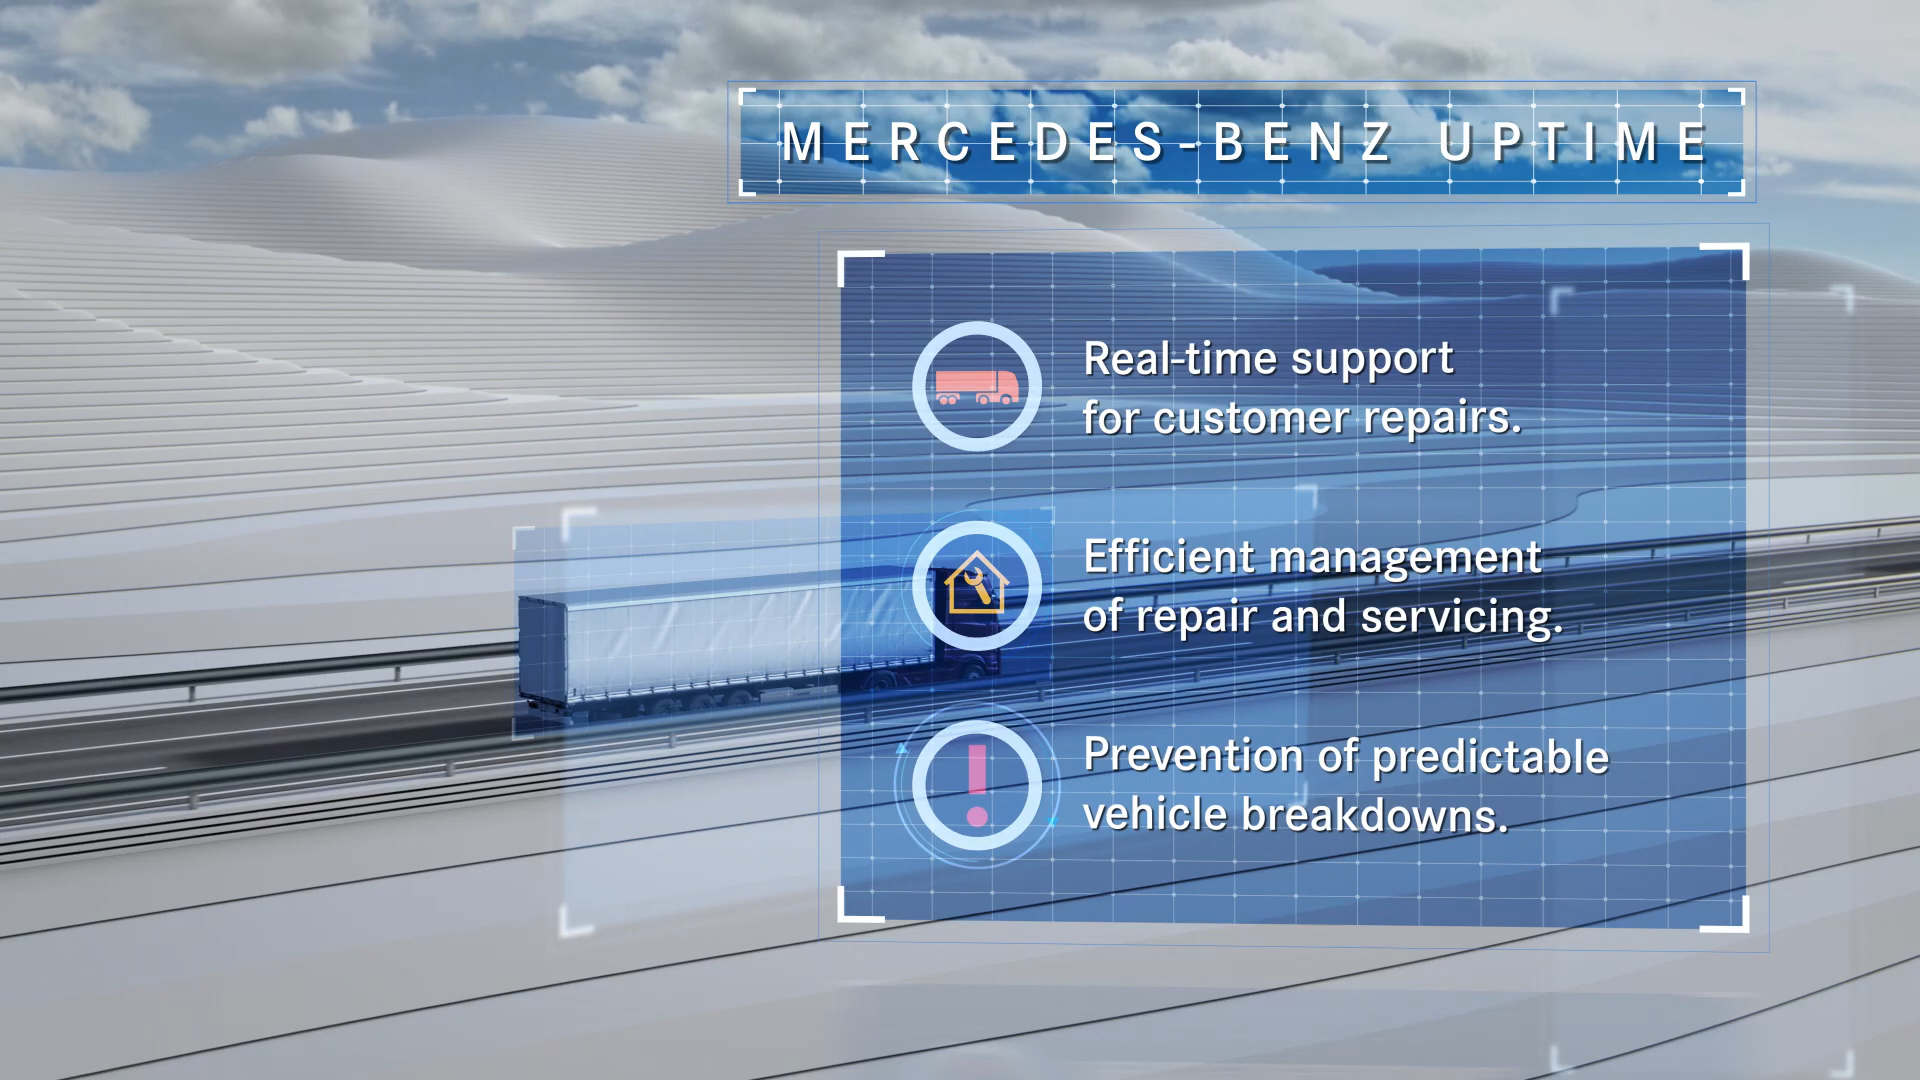 MERCEDES-BENZ UPTIME
Real-time support
for customer repairs.
Efficient management
of repair and servicing.
Prevention of predictable
vehicle breakdowns.